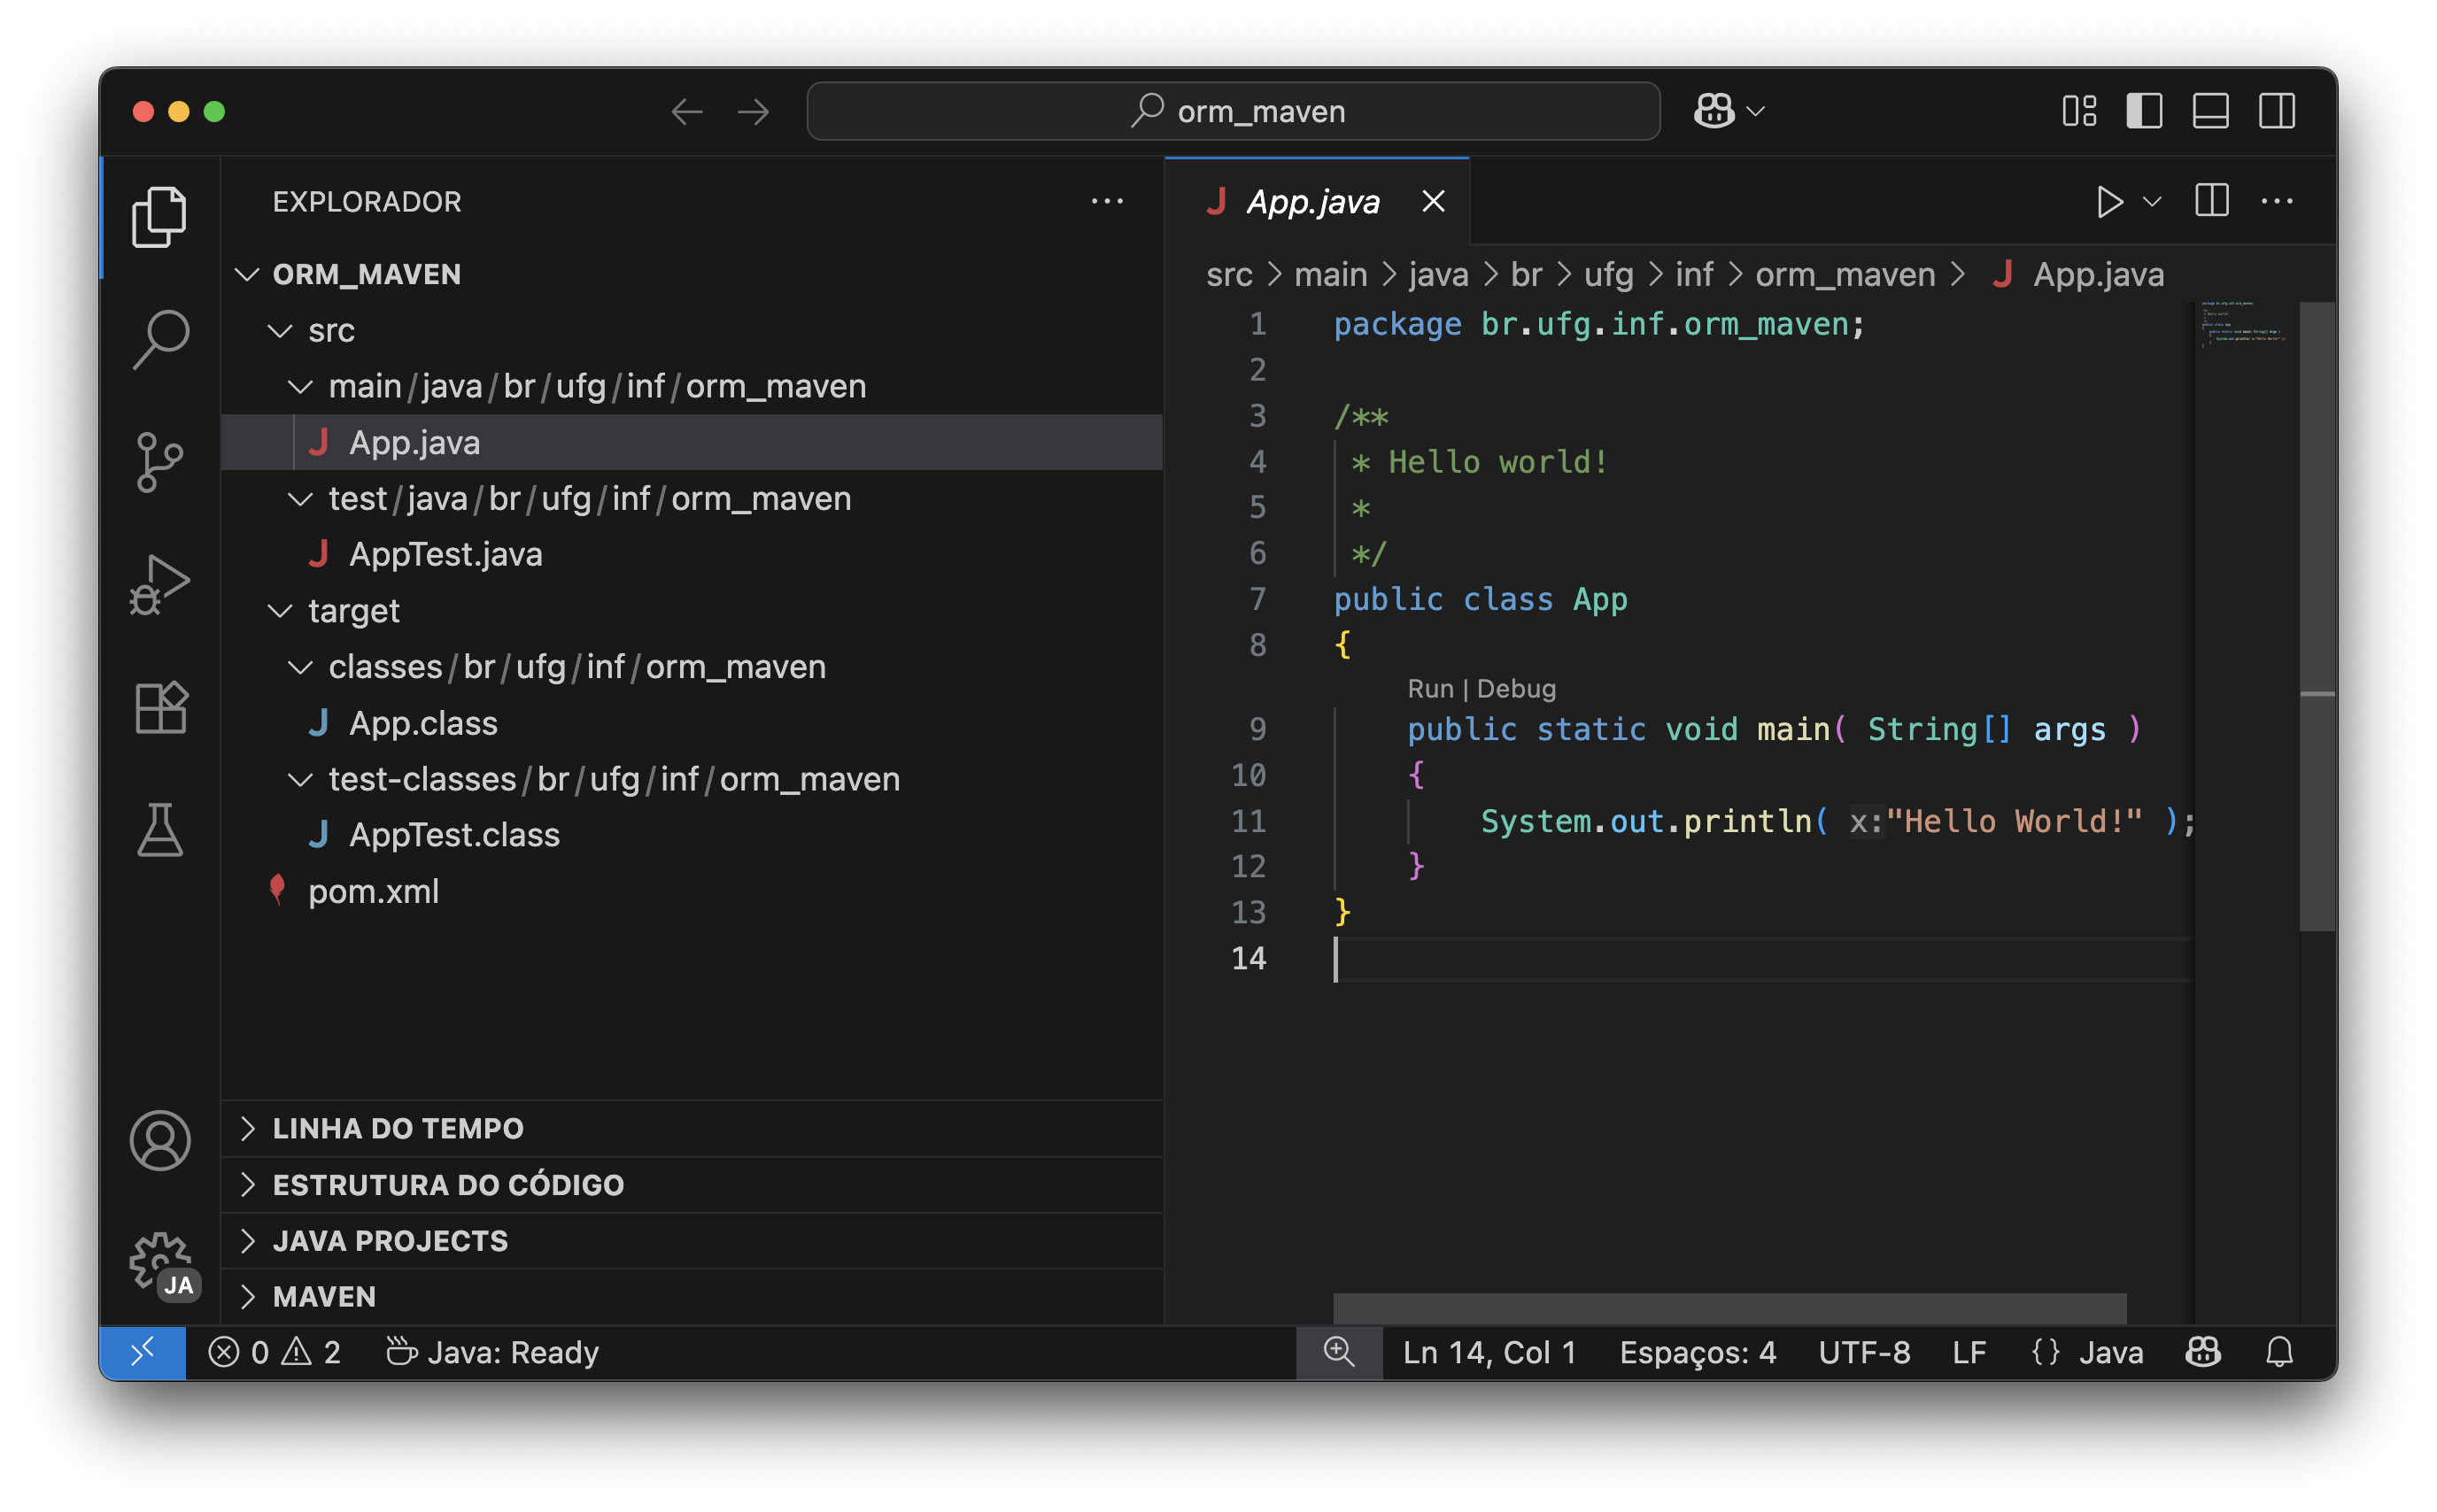 orm_maven
EXPLORADOR
ORM_MAVEN
src
main/java/br/ufg/inf/orm_maven
App.java
test/java/br/ufg/inf/orm_maven
AppTest.java
target
classes/br/ufg/inf/orm_maven
App.class
test-classes/br/ufg/inf/orm_maven
AppTest.class
pom.xml
LINHA DO TEMPO
ESTRUTURA DO CÓDIGO
JAVA PROJECTS
MAVEN
JA
App.java
src > main > java > br > ufg > inf > orm_maven > App.java
1 package br.ufg.inf.orm_maven;
2
3 /**
4 * Hello world!
5 *
6 */
7 public class App
8 {
Run | Debug
9 public static void main( String[] args )
10 {
11 System.out.println( x:"Hello World!" );
12 }
13 }
14
0 2 Java: Ready Ln 14, Col 1 Espaços: 4 UTF-8 LF {} Java